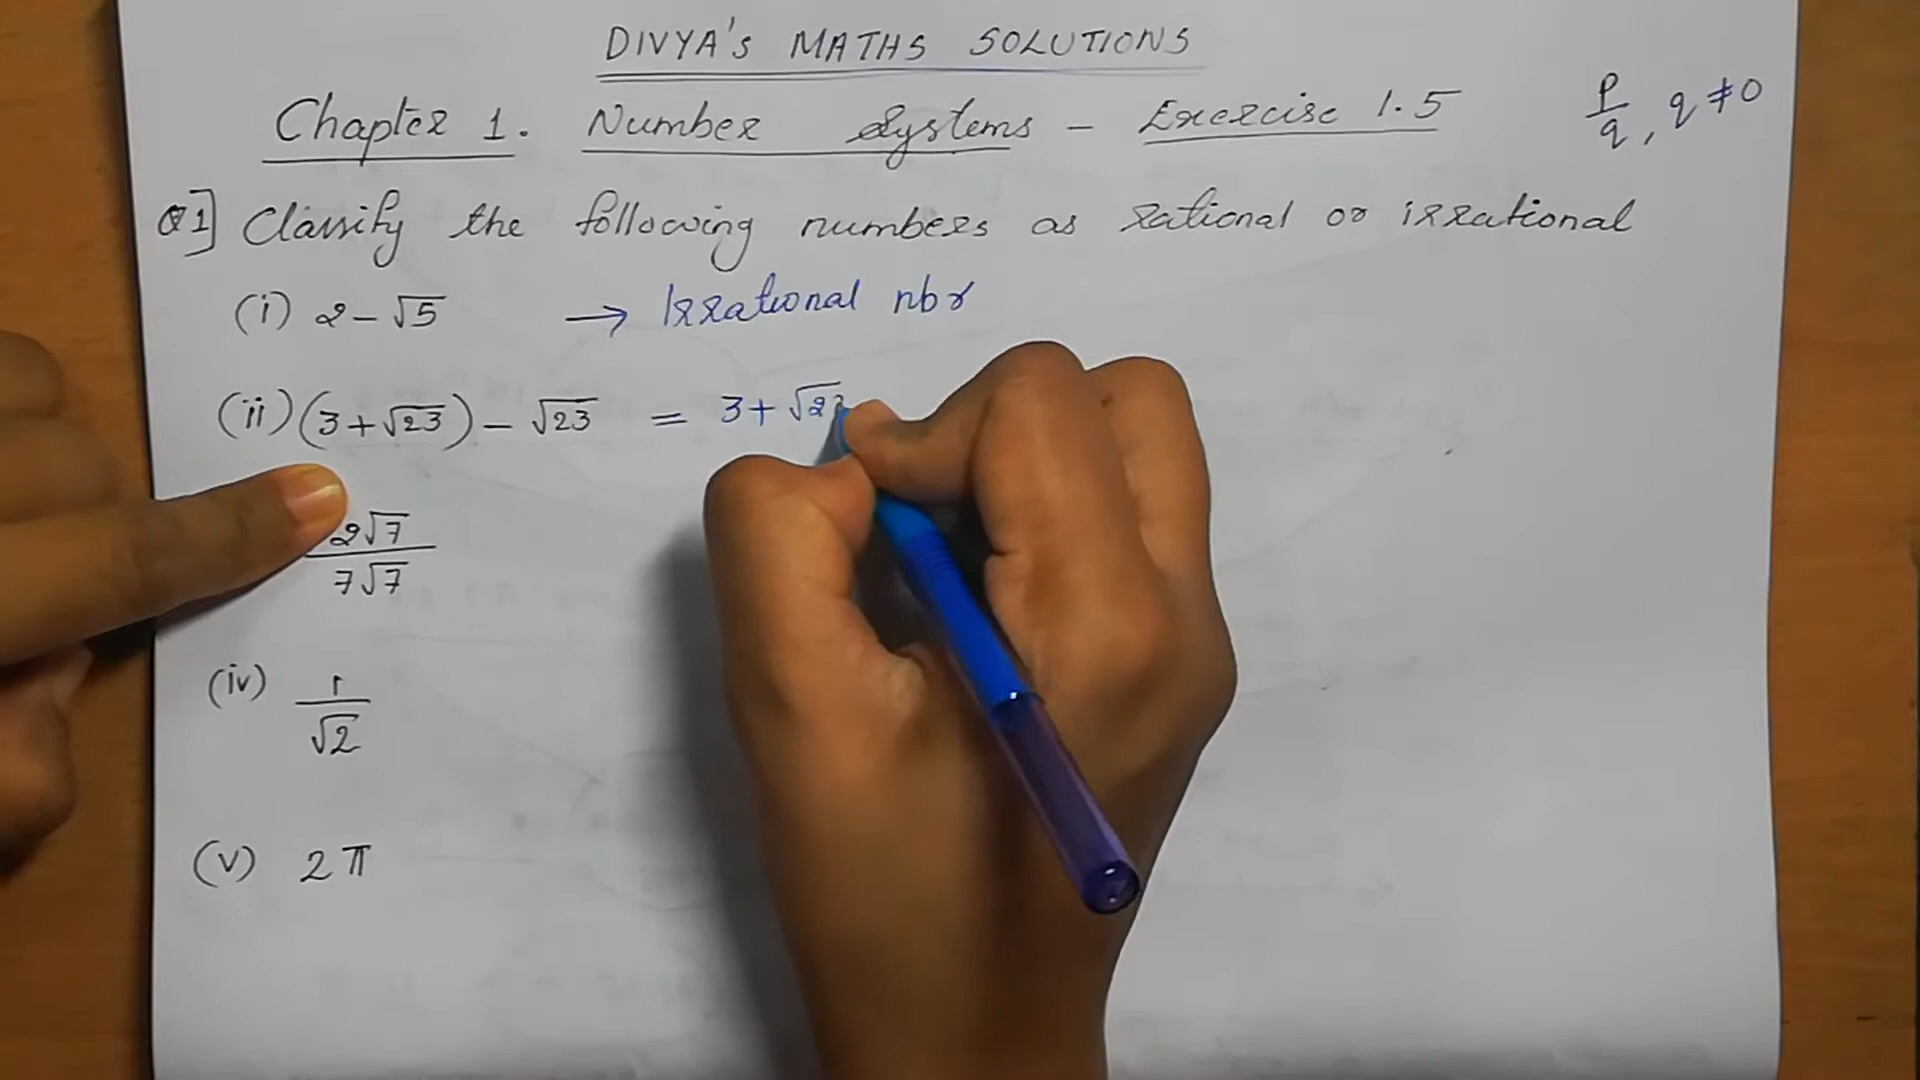 DIVYA'S MATHS SOLUTIONS
Chapter 1. Number Systems - Exercise 1.5
p/q, q ≠ 0
Q1] Classify the following numbers as rational or irrational
(i) 2 - √5 → Irrational nbr
(ii) (3 + √23) - √23 = 3 + √23
2√7
7√7
(iv) 1/√2
(v) 2π